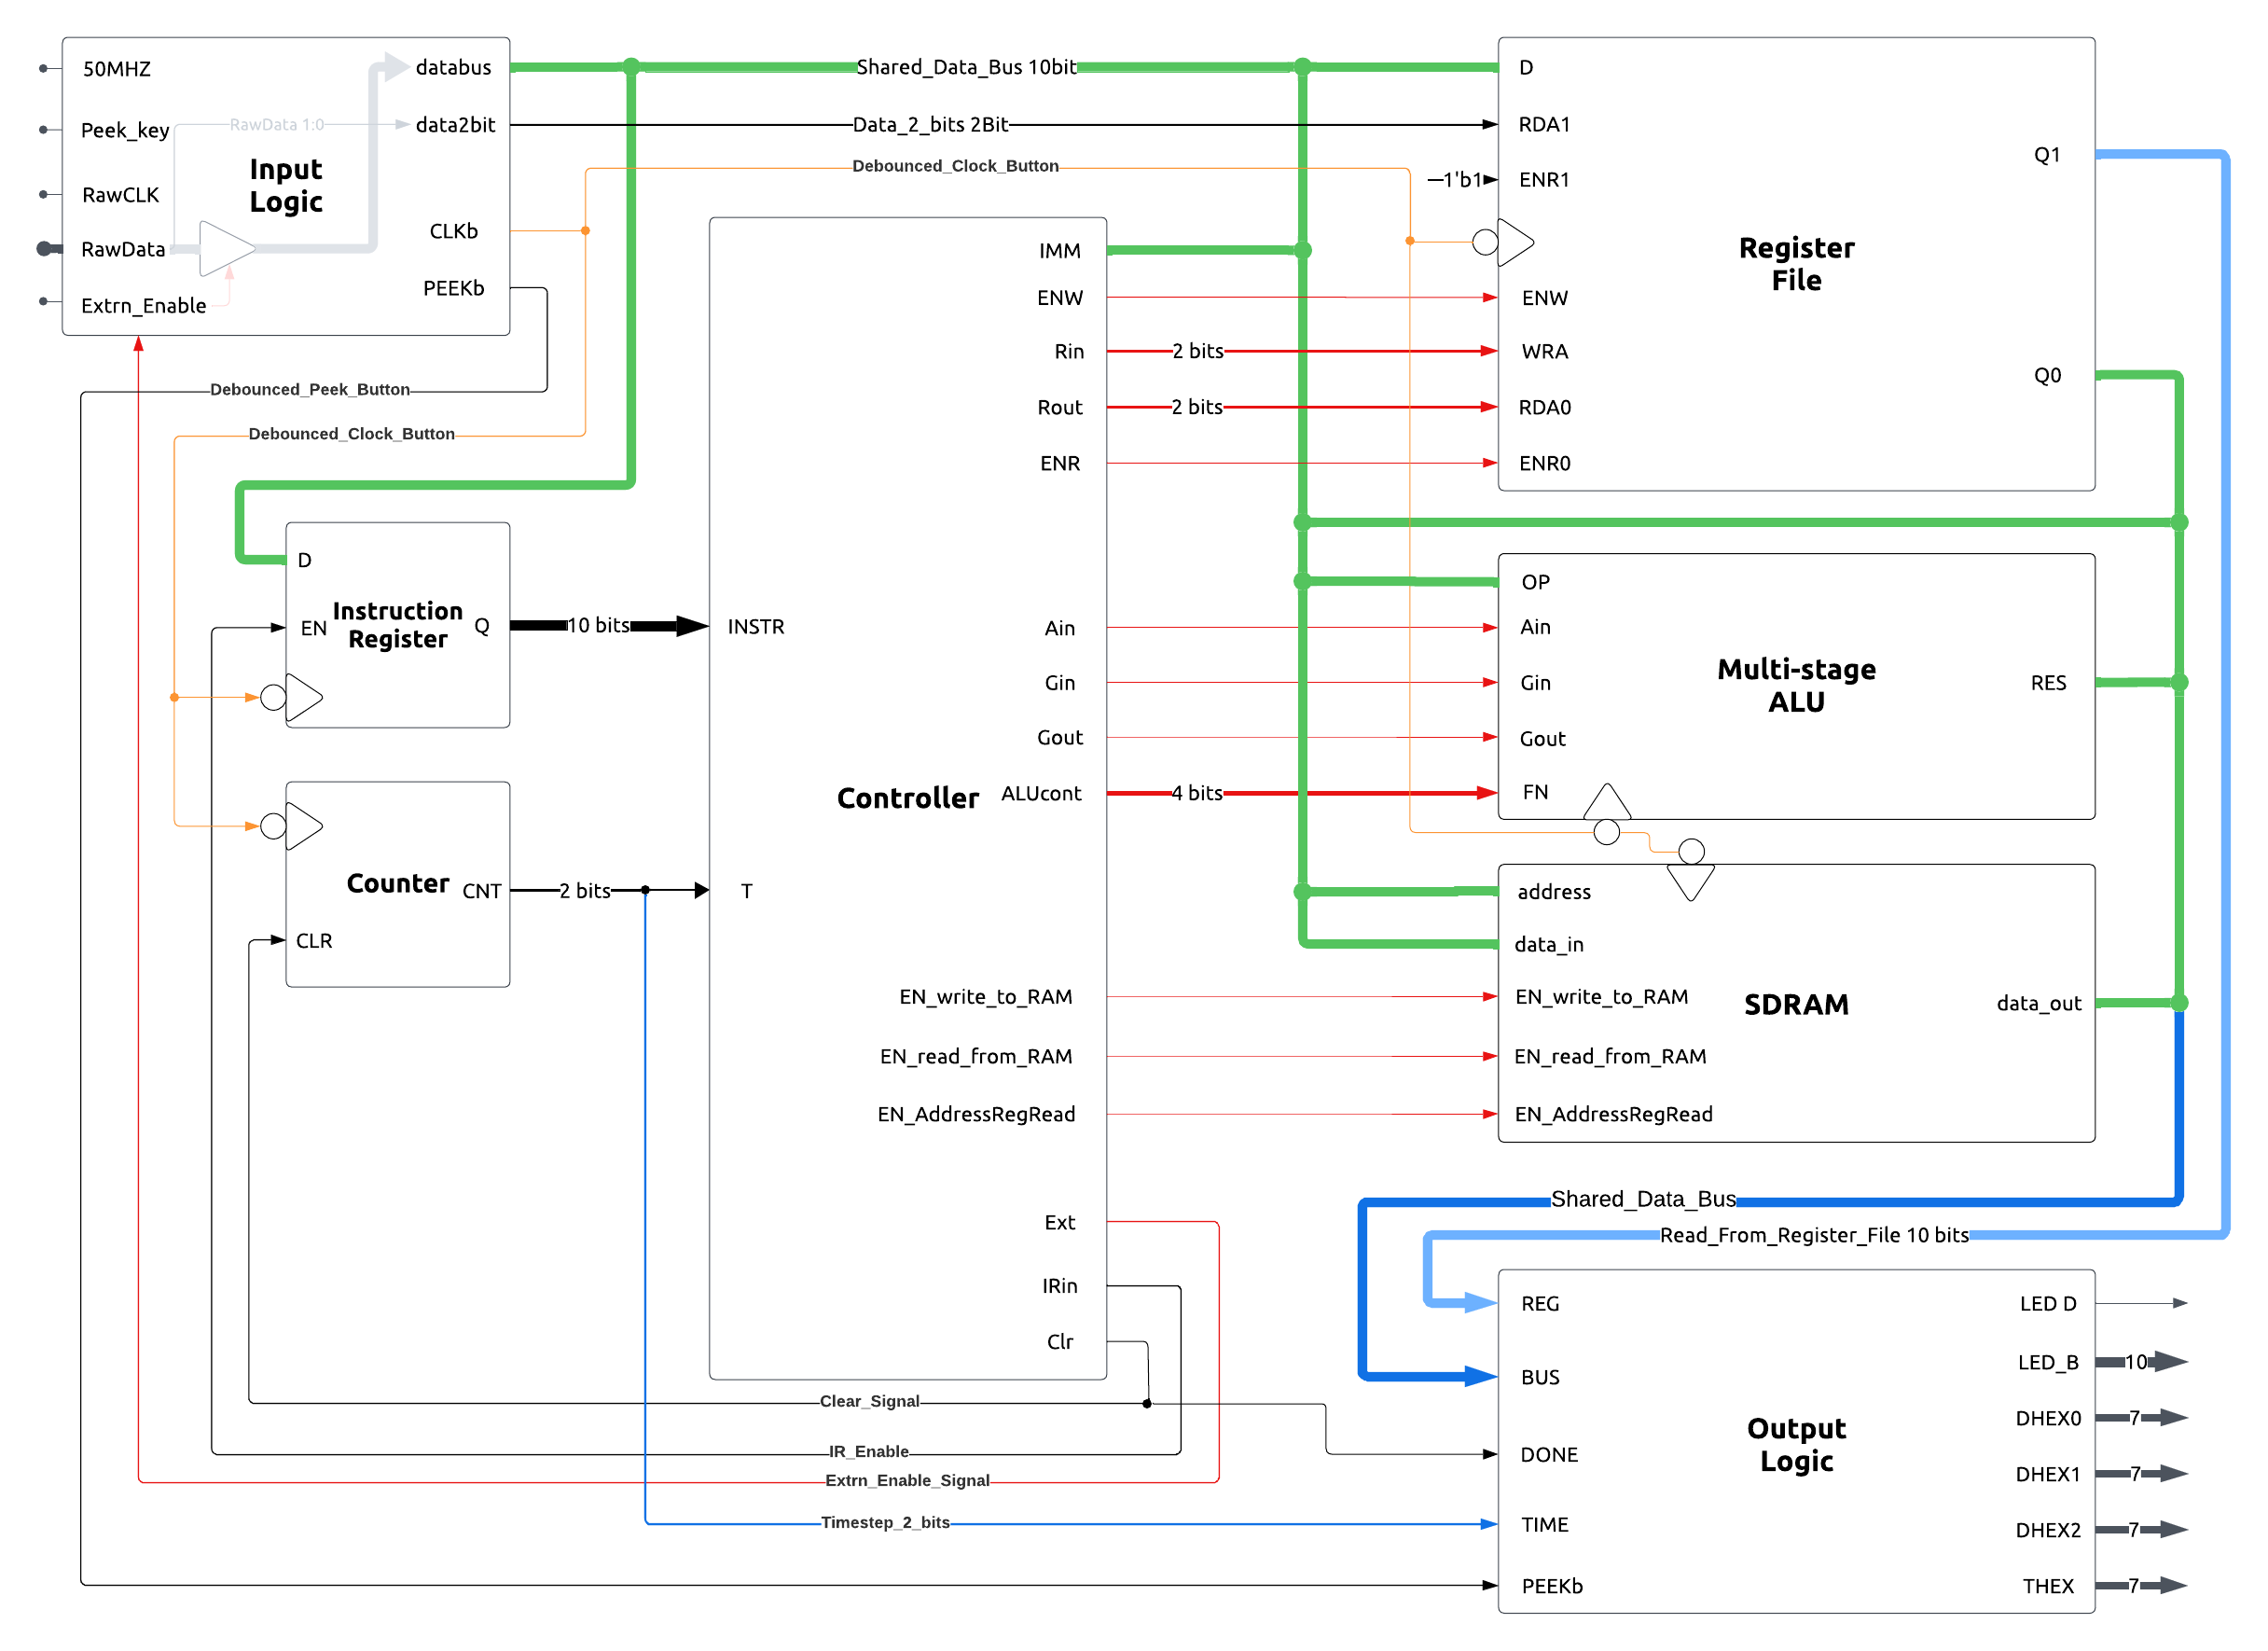 50MHZ
Peek_key
RawCLK
RawData
Extrn_Enable
RawData 1:0
Input
Logic
databus
data2bit
CLKb
PEEKb
Shared_Data_Bus 10bit
Data_2_bits 2Bit
Debounced_Clock_Button
1'b1
Debounced_Peek_Button
Debounced_Clock_Button
D
RDA1
ENR1
ENW
WRA
RDA0
ENR0
Register
File
Q1
Q0
D
EN
Instruction
Register
Q
10 bits
Counter
CNT
CLR
2 bits
INSTR
T
Controller
IMM
ENW
Rin
Rout
ENR
Ain
Gin
Gout
ALUcont
EN_write_to_RAM
EN_read_from_RAM
EN_AddressRegRead
Ext
IRin
Clr
2 bits
2 bits
4 bits
OP
Ain
Gin
Gout
FN
Multi-stage
ALU
RES
address
data_in
EN_write_to_RAM
EN_read_from_RAM
EN_AddressRegRead
SDRAM
data_out
Shared_Data_Bus
Read_From_Register_File 10 bits
Clear_Signal
IR_Enable
Extrn_Enable_Signal
Timestep_2_bits
REG
BUS
DONE
TIME
PEEKb
Output
Logic
LED D
LED_B
DHEX0
DHEX1
DHEX2
THEX
10
7
7
7
7